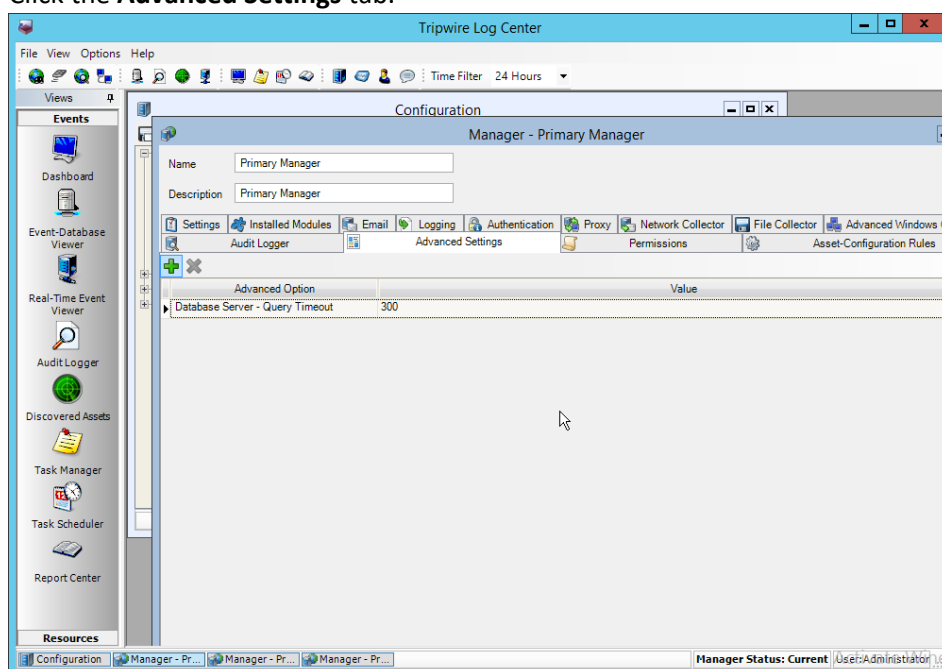 Click the Advanced Settings tab.
Tripwire Log Center
File View Options Help
Time Filter 24 Hours
Views
Events
Dashboard
Event-Database
Viewer
Real-Time Event
Viewer
Audit Logger
Discovered Assets
Task Manager
Task Scheduler
Report Center
Resources
Configuration
Manager - Primary Manager
Name Primary Manager
Description Primary Manager
Settings Installed Modules Email Logging Authentication Proxy Network Collector File Collector Advanced Windows
Audit Logger Advanced Settings Permissions Asset-Configuration Rules
Advanced Option Value
Database Server - Query Timeout 300
Configuration Manager - Pr... Manager - Pr... Manager - Pr... Manager Status: Current User:Administrator